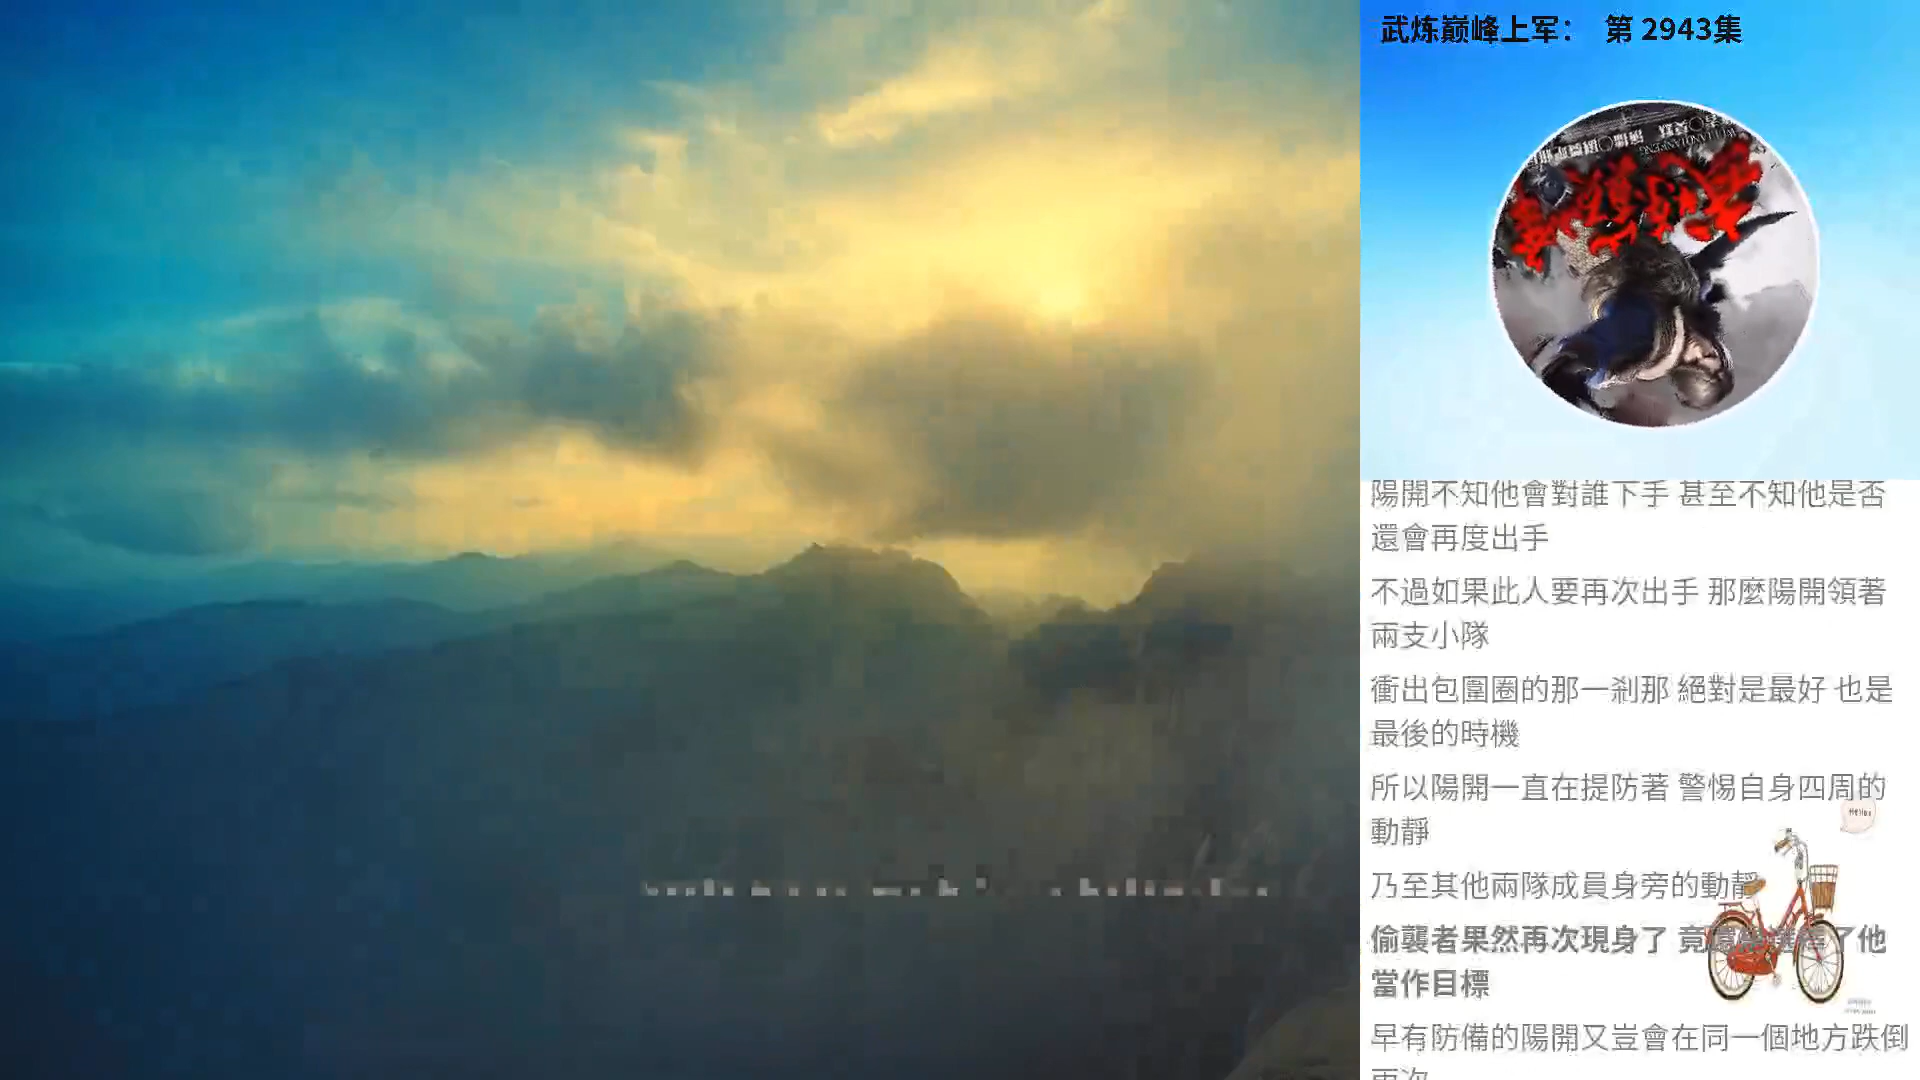 武炼巅峰上军： 第 2943集
陽開不知他會對誰下手 甚至不知他是否
還會再度出手
不過如果此人要再次出手 那麼陽開領著
兩支小隊
衝出包圍圈的那一剎那 絕對是最好 也是
最後的時機
所以陽開一直在提防著 警惕自身四周的
動靜
乃至其他兩隊成員身旁的動靜
偷襲者果然再次現身了 竟還是選擇了他
當作目標
早有防備的陽開又豈會在同一個地方跌倒